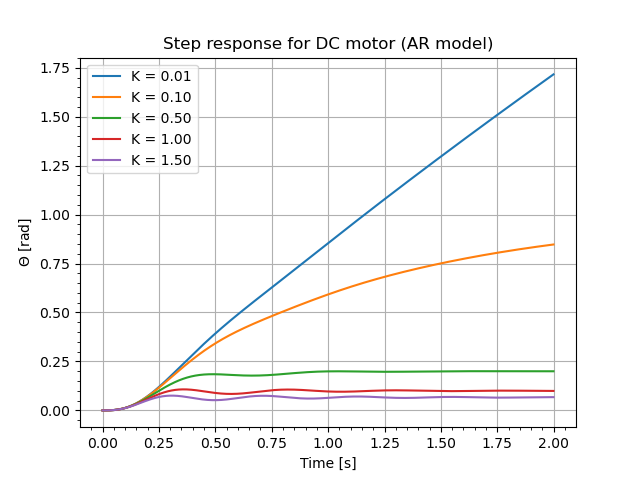 Step response for DC motor (AR model)
K = 0.01
K = 0.10
K = 0.50
K = 1.00
K = 1.50
Θ [rad]
1.75
1.50
1.25
1.00
0.75
0.50
0.25
0.00
0.00 0.25 0.50 0.75 1.00 1.25 1.50 1.75 2.00
Time [s]